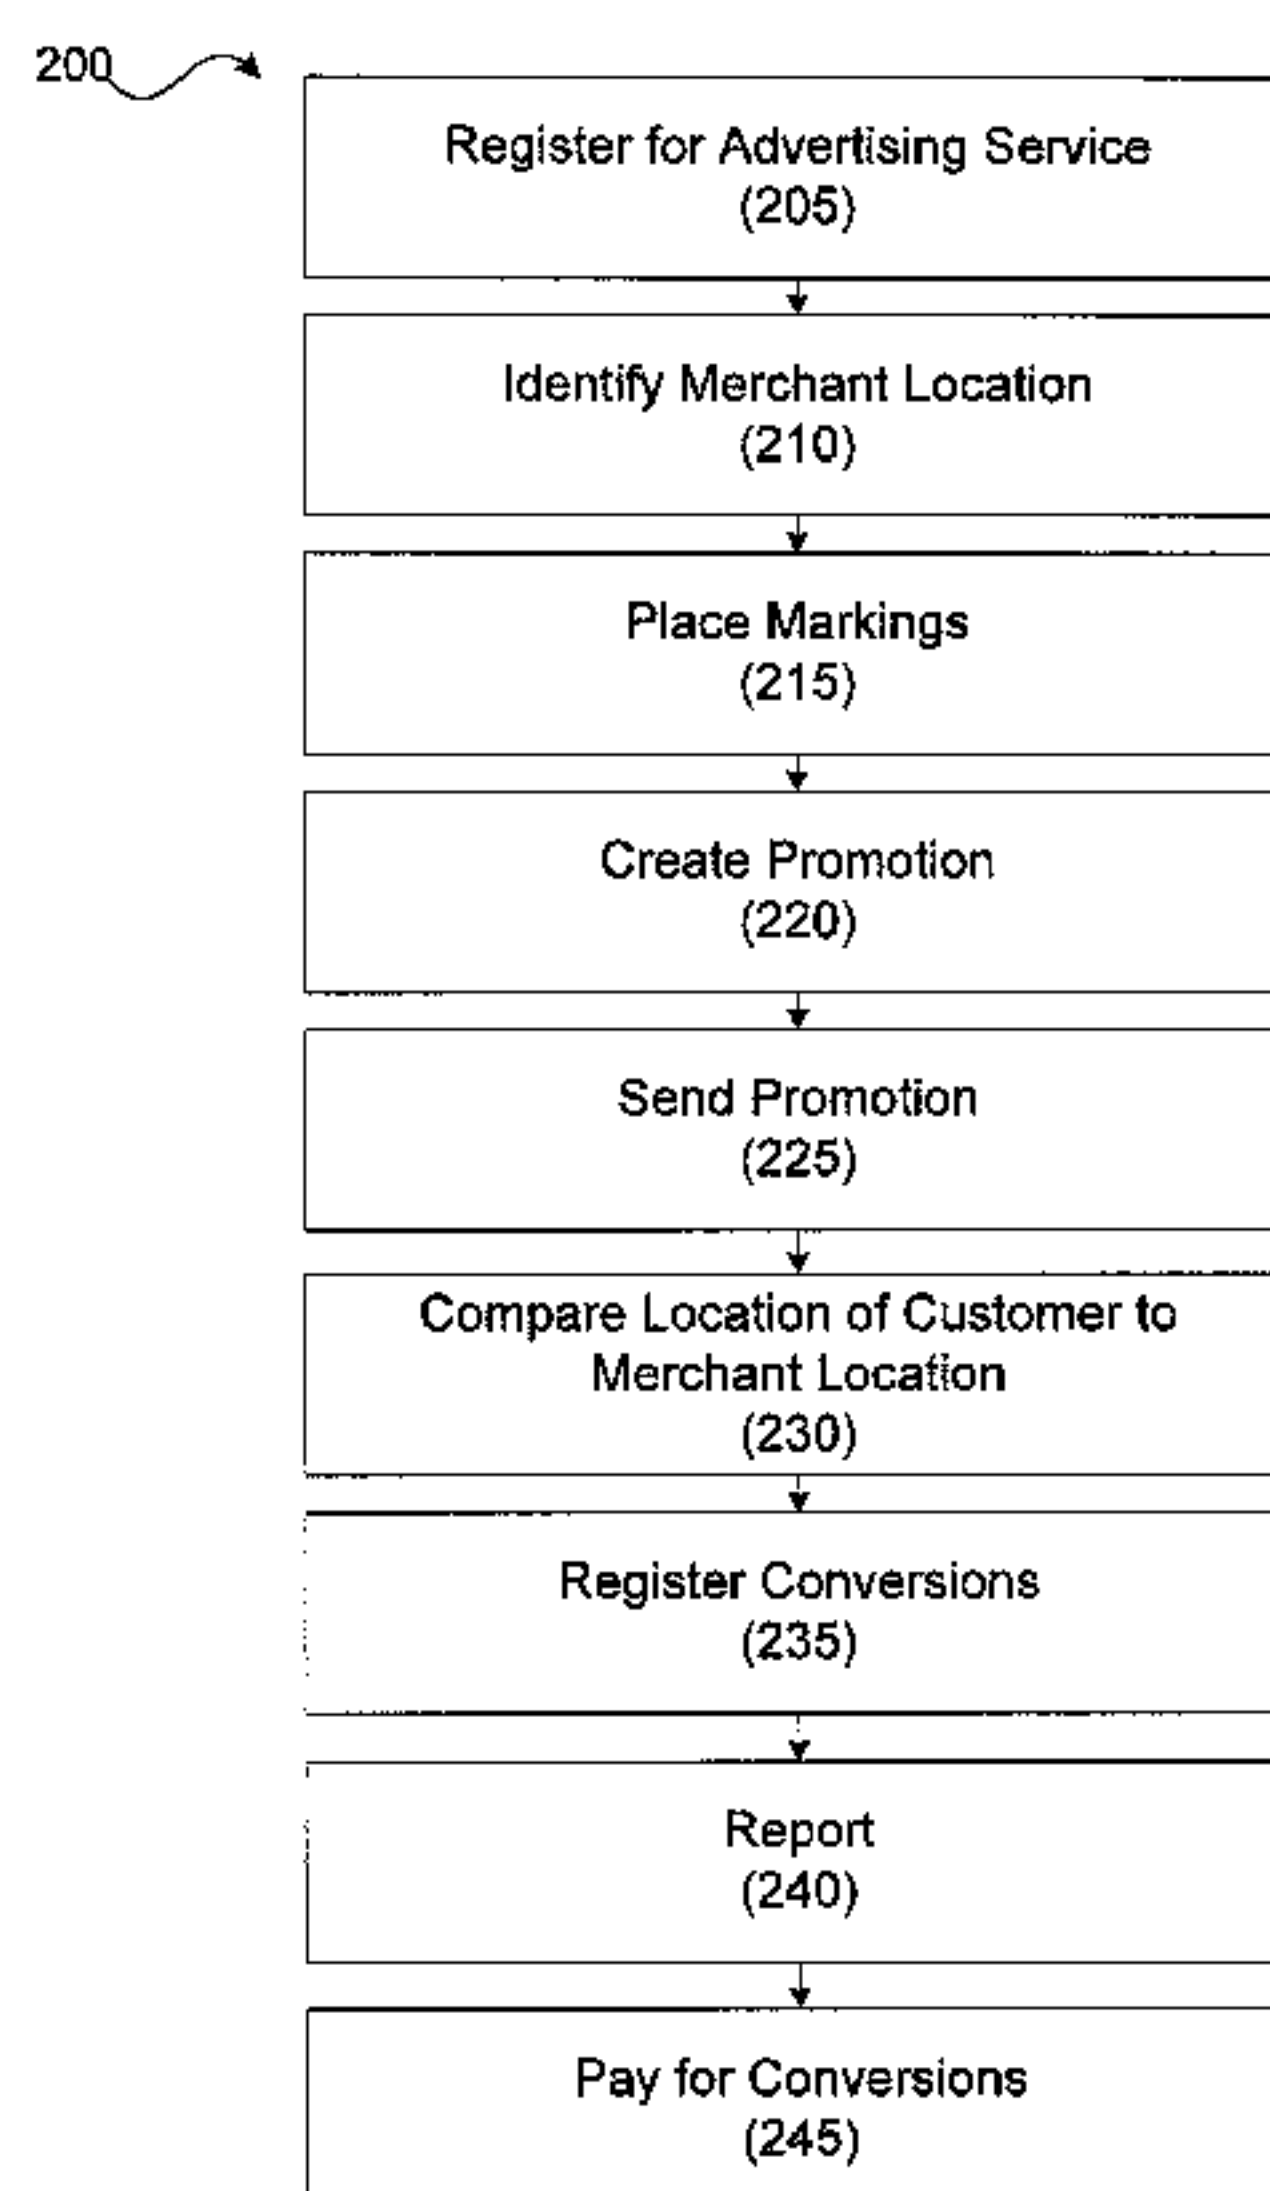 200
Register for Advertising Service
(205)
Identify Merchant Location
(210)
Place Markings
(215)
Create Promotion
(220)
Send Promotion
(225)
Compare Location of Customer to
Merchant Location
(230)
Register Conversions
(235)
Report
(240)
Pay for Conversions
(245)